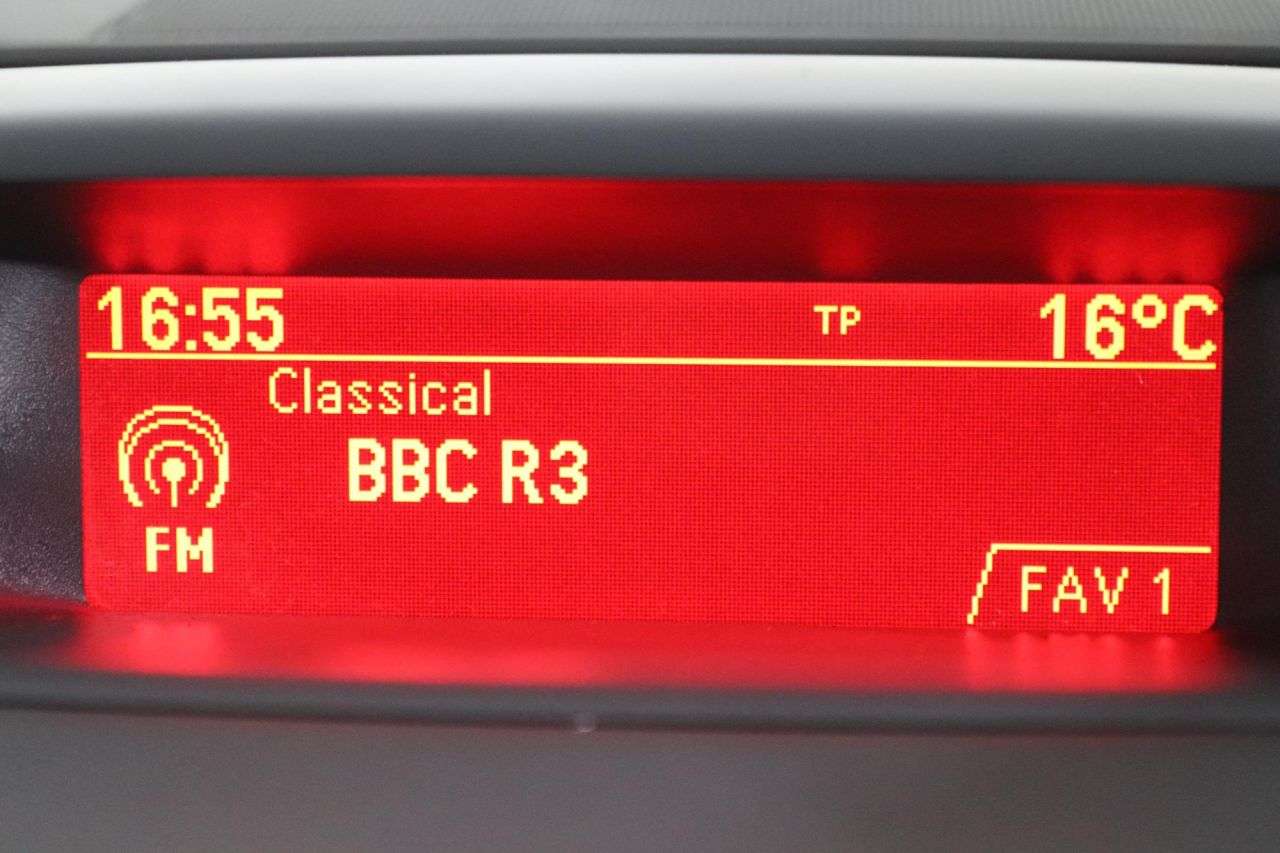 16:55 TP 16°C
Classical
BBC R3
FM
FAV 1